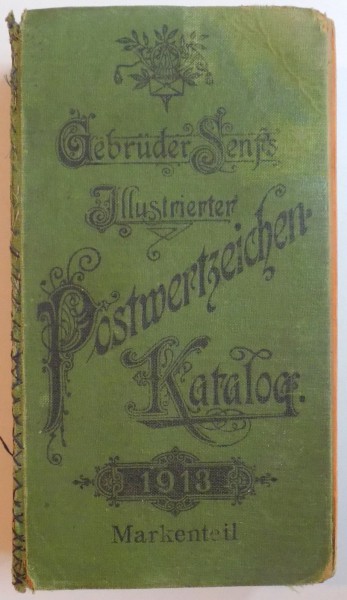 Gebrüder Senf's
Illustrierter
Postwertzeichen-
Katalog.
1913
Markenteil